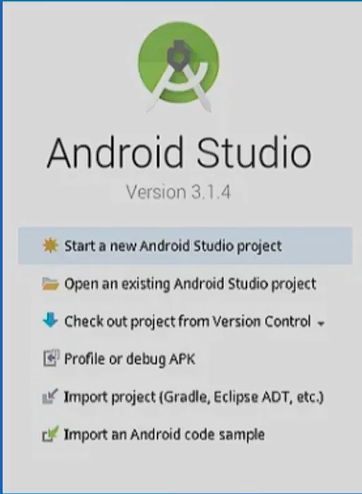 Android Studio
Version 3.1.4
Start a new Android Studio project
Open an existing Android Studio project
Check out project from Version Control
Profile or debug APK
Import project (Gradle, Eclipse ADT, etc.)
Import an Android code sample